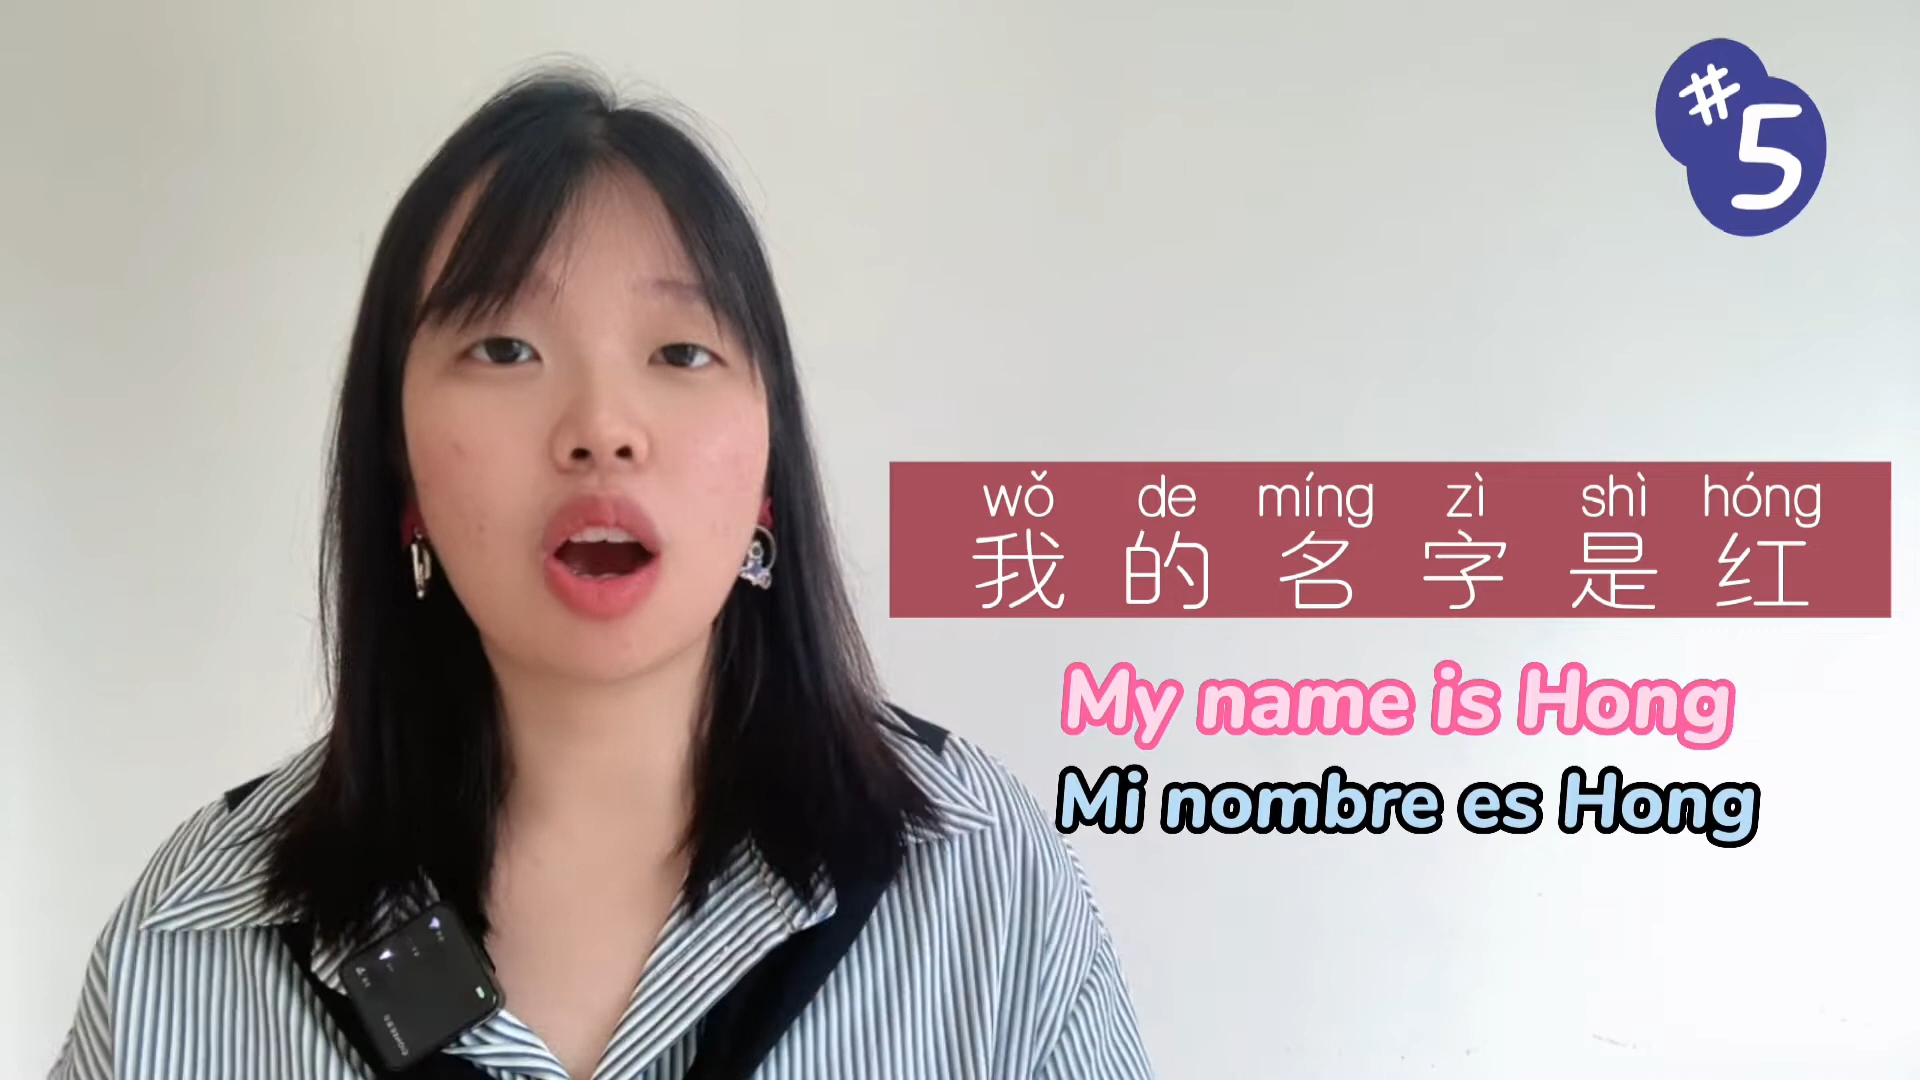 #5
wǒ de míng zì shì hóng
我 的 名 字 是 红
My name is Hong
Mi nombre es Hong